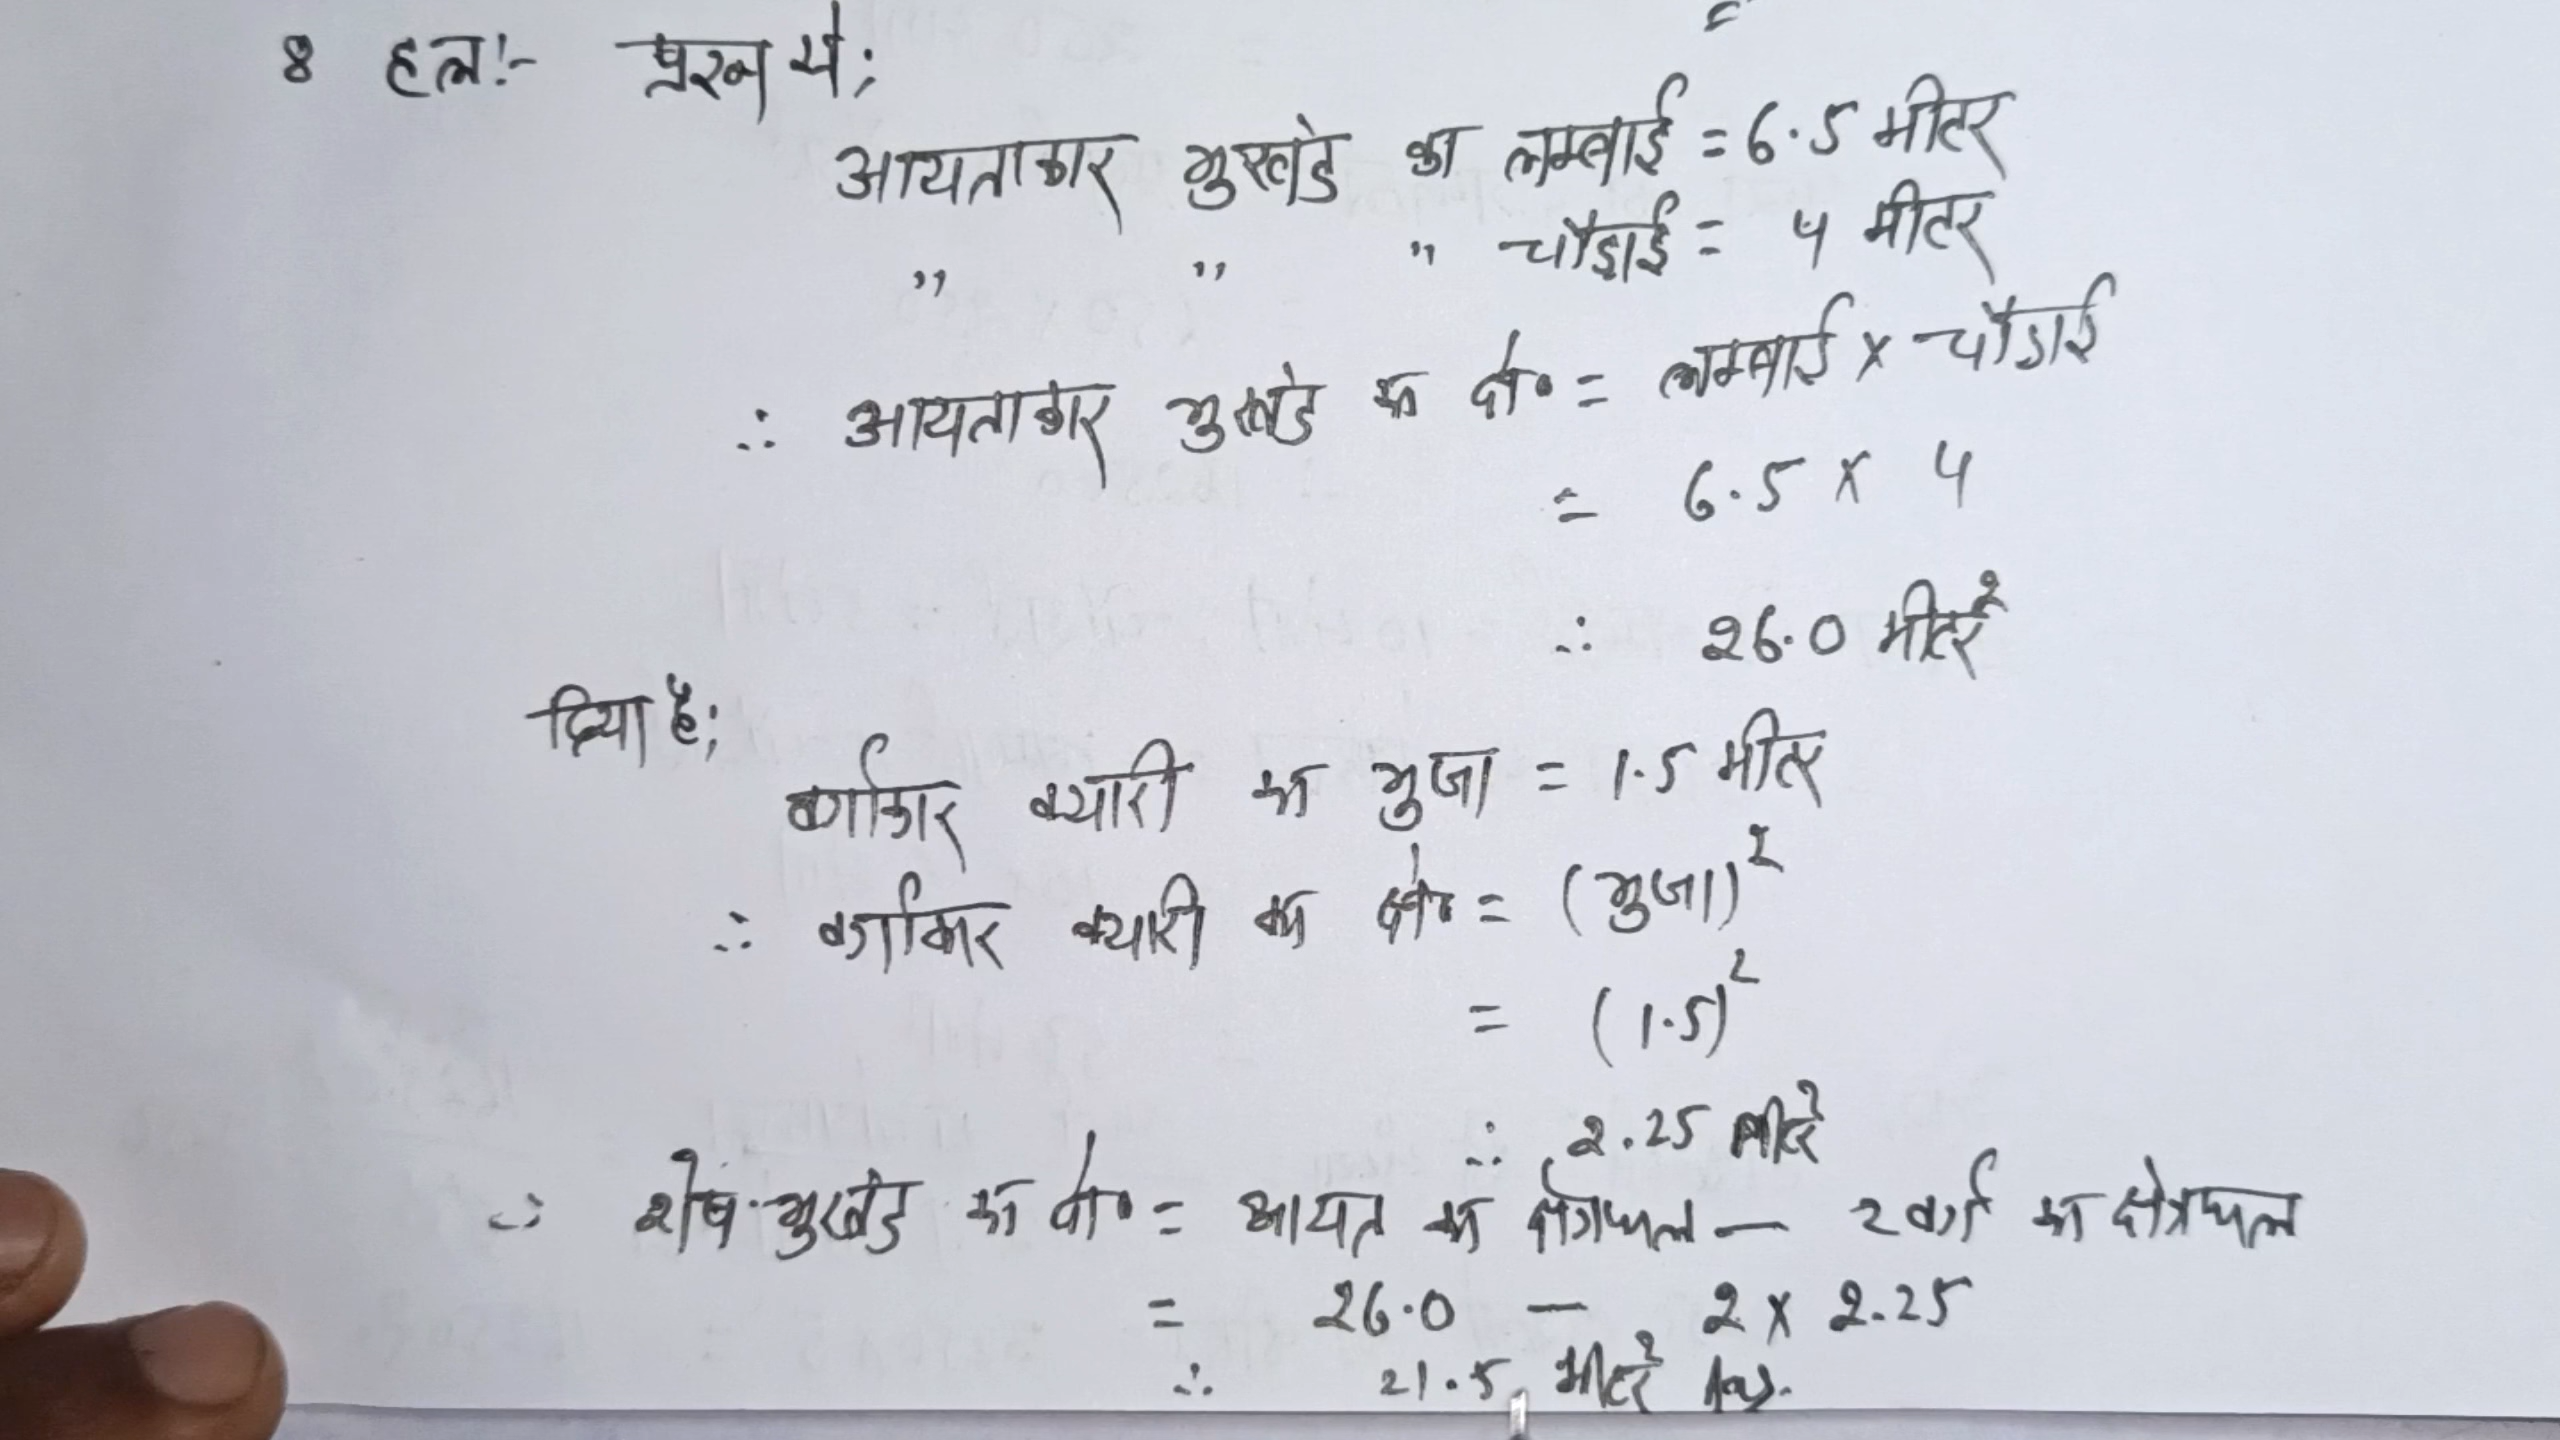 8 हल:- प्रश्न से;
आयताकार भुखंड का लम्बाई = 6.5 मीटर
" " " चौड़ाई = 4 मीटर
∴ आयताकार भुखंड का क्षे० = लम्बाई x चौडाई
= 6.5 x 4
∴ 26.0 मीटर²
दिया है;
वर्गाकार क्यारी का भुजा = 1.5 मीटर
∴ वर्गाकार क्यारी का क्षे० = (भुजा)²
= (1.5)²
∴ 2.25 मीटर²
∴ शेष भुखंड का क्षे० = आयत का क्षेत्रफल – 2 वर्ग का क्षेत्रफल
= 26.0 – 2 x 2.25
∴ 21.5 मीटर² Ans.